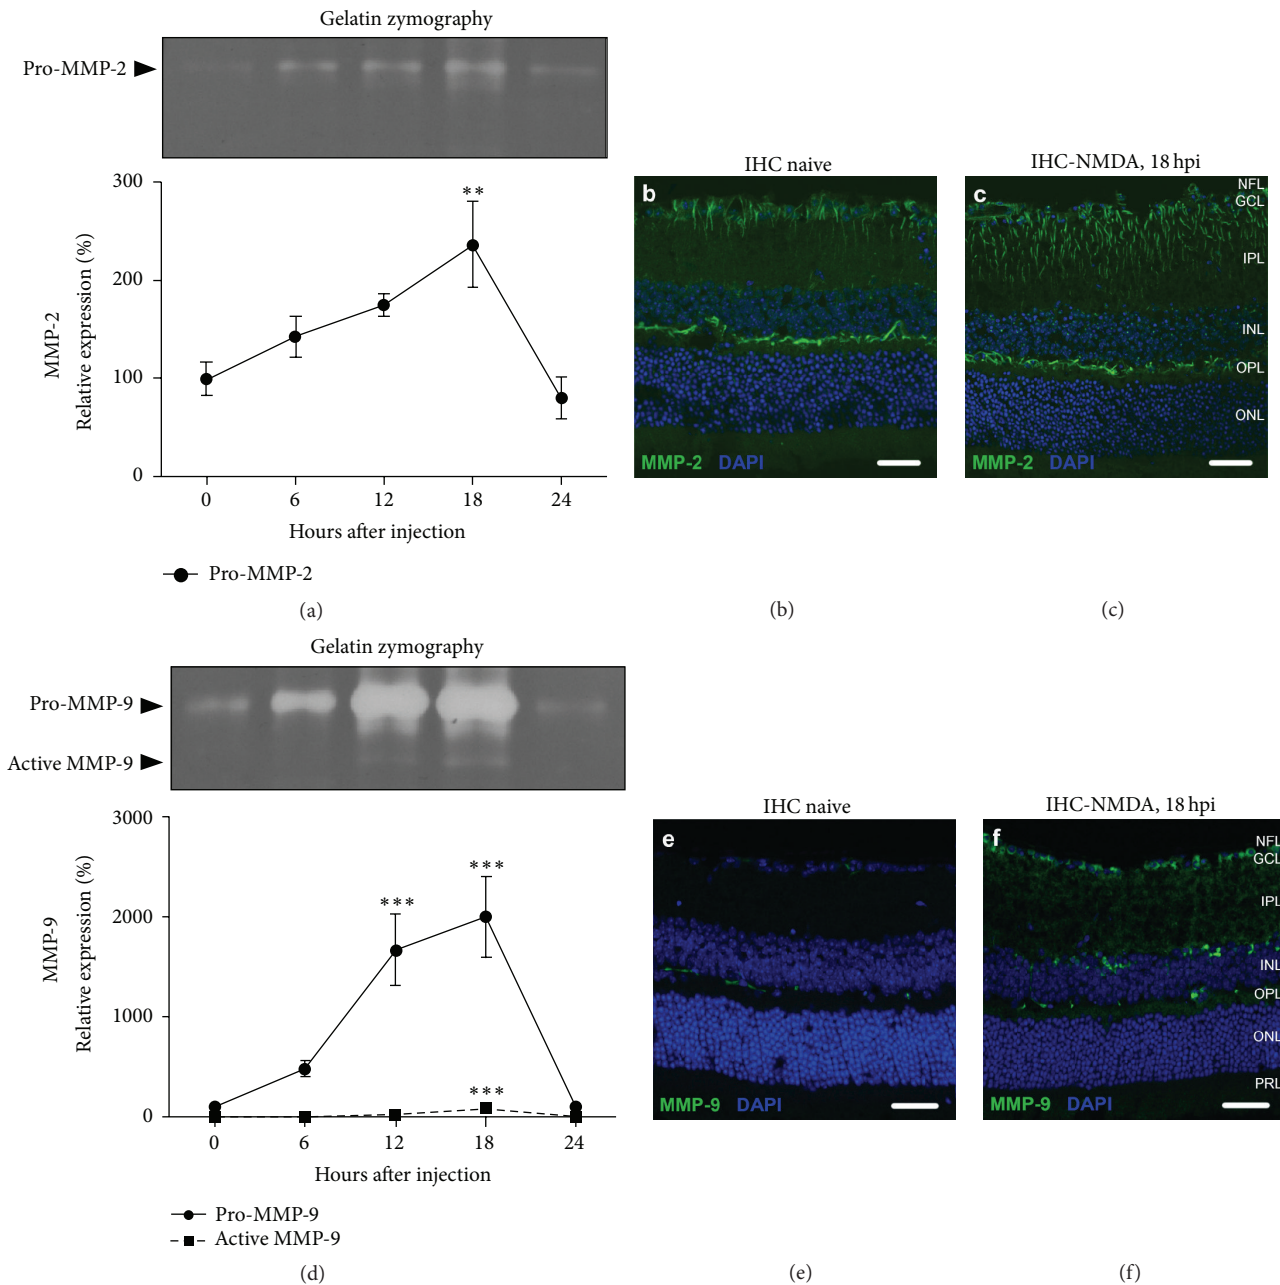 Gelatin zymography
Pro-MMP-2
300
200
100
0
MMP-2
Relative expression (%)
**
0 6 12 18 24
Hours after injection
Pro-MMP-2
(a)
IHC naive
b
MMP-2 DAPI
(b)
IHC-NMDA, 18 hpi
c
NFL
GCL
IPL
INL
OPL
ONL
MMP-2 DAPI
(c)
Gelatin zymography
Pro-MMP-9
Active MMP-9
3000
2000
1000
0
MMP-9
Relative expression (%)
***
***
***
0 6 12 18 24
Hours after injection
Pro-MMP-9
Active MMP-9
(d)
IHC naive
e
MMP-9 DAPI
(e)
IHC-NMDA, 18 hpi
f
NFL
GCL
IPL
INL
OPL
ONL
PRL
MMP-9 DAPI
(f)